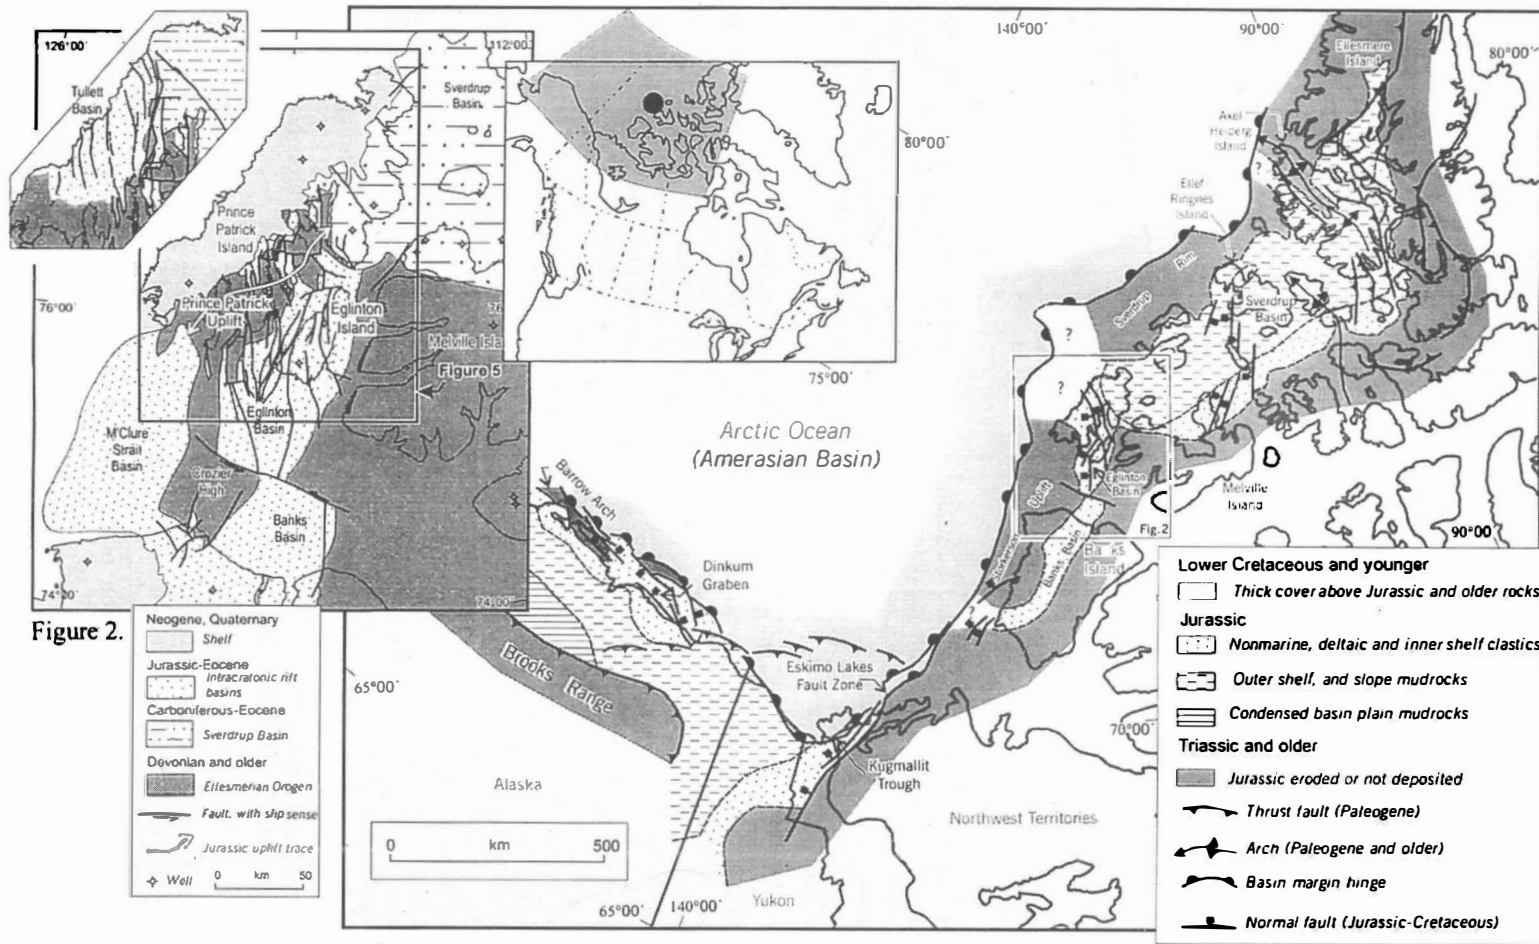 126°00'
112°00'
Tullett
Basin
Sverdrup
Basin
Prince
Patrick
Island
76°00'
76
Prince Patrick
Uplift
Eglinton
Island
Melville Isla
Figure 5
Eglinton
Basin
M'Clure
Strait
Basin
Crozier
High
Banks
Basin
74°00'
74°00'
Figure 2.
Neogene, Quaternary
Shelf
Jurassic-Eocene
Intracratonic rift
basins
Carboniferous-Eocene
Sverdrup Basin
Devonian and older
Ellesmerian Orogen
Fault, with slip sense
Jurassic uplift trace
Well
0 km 50
140°00'
90°00'
80°00'
80°00'
75°00'
Ellesmere
Island
Axel
Heiberg
Island
?
Ellef
Ringnes
Island
Rim
Sverdrup
Sverdrup
Basin
?
?
Arctic Ocean
(Amerasian Basin)
Uplift
Eglinton
Basin
Fig.2
Melville
Island
90°00'
Storkerson
Banks Basin
Ba ks
Island
?
Barrow Arch
Dinkum
Graben
Brooks Range
Eskimo Lakes
Fault Zone
65°00'
70°00'
Kugmallit
Trough
Alaska
Northwest Territories
0 km 500
65°00'
140°00'
Yukon
Lower Cretaceous and younger
Thick cover above Jurassic and older rocks
Jurassic
Nonmarine, deltaic and inner shelf clastics
Outer shelf, and slope mudrocks
Condensed basin plain mudrocks
Triassic and older
Jurassic eroded or not deposited
Thrust fault (Paleogene)
Arch (Paleogene and older)
Basin margin hinge
Normal fault (Jurassic-Cretaceous)